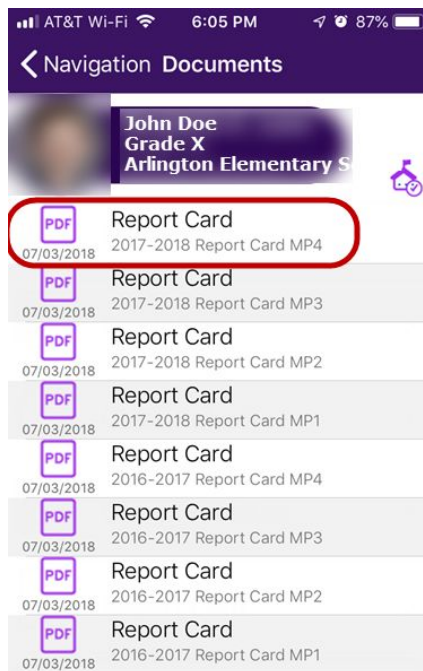 AT&T Wi-Fi 6:05 PM 87%
Navigation Documents
John Doe
Grade X
Arlington Elementary S
PDF Report Card
07/03/2018 2017-2018 Report Card MP4
PDF Report Card
07/03/2018 2017-2018 Report Card MP3
PDF Report Card
07/03/2018 2017-2018 Report Card MP2
PDF Report Card
07/03/2018 2017-2018 Report Card MP1
PDF Report Card
07/03/2018 2016-2017 Report Card MP4
PDF Report Card
07/03/2018 2016-2017 Report Card MP3
PDF Report Card
07/03/2018 2016-2017 Report Card MP2
PDF Report Card
07/03/2018 2016-2017 Report Card MP1